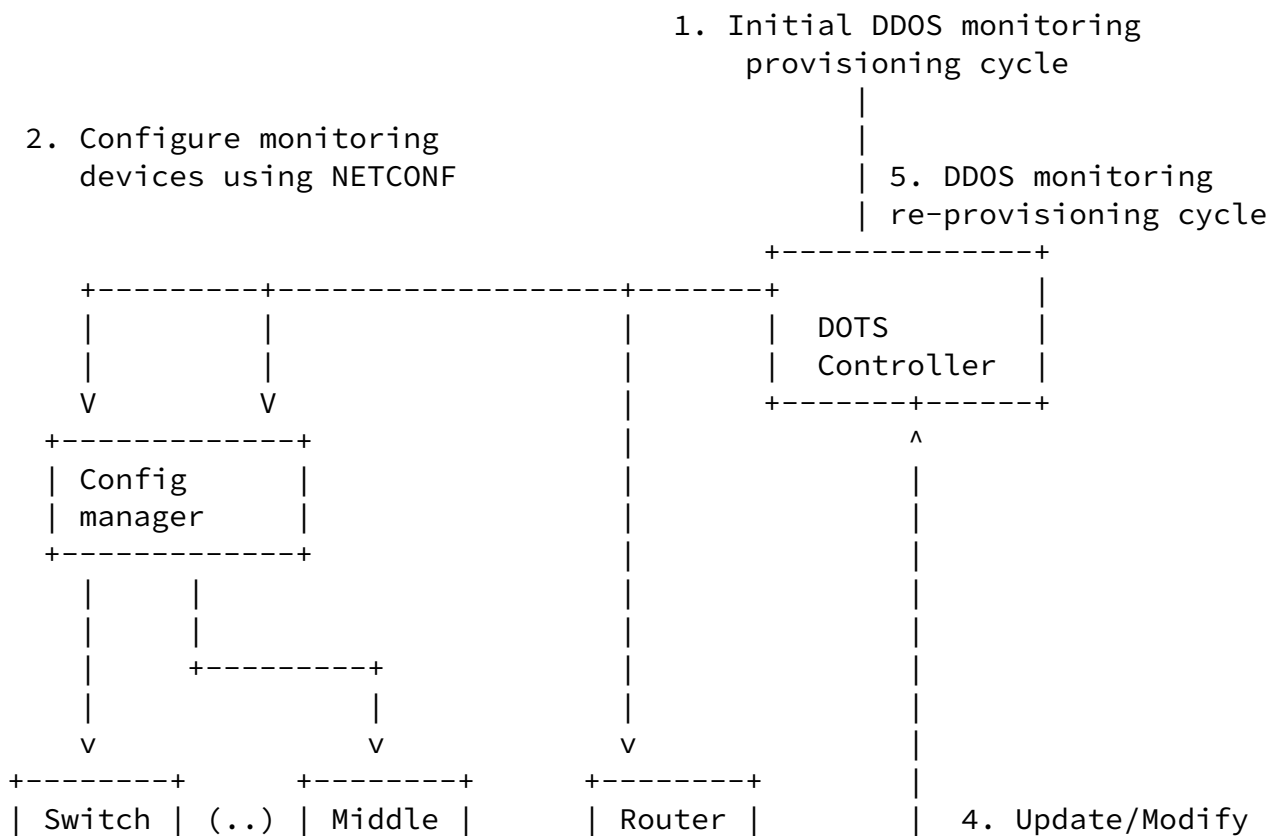 1. Initial DDOS monitoring
provisioning cycle
2. Configure monitoring
devices using NETCONF
5. DDOS monitoring
re-provisioning cycle
DOTS
Controller
Config
manager
Switch (..) Middle Router 4. Update/Modify